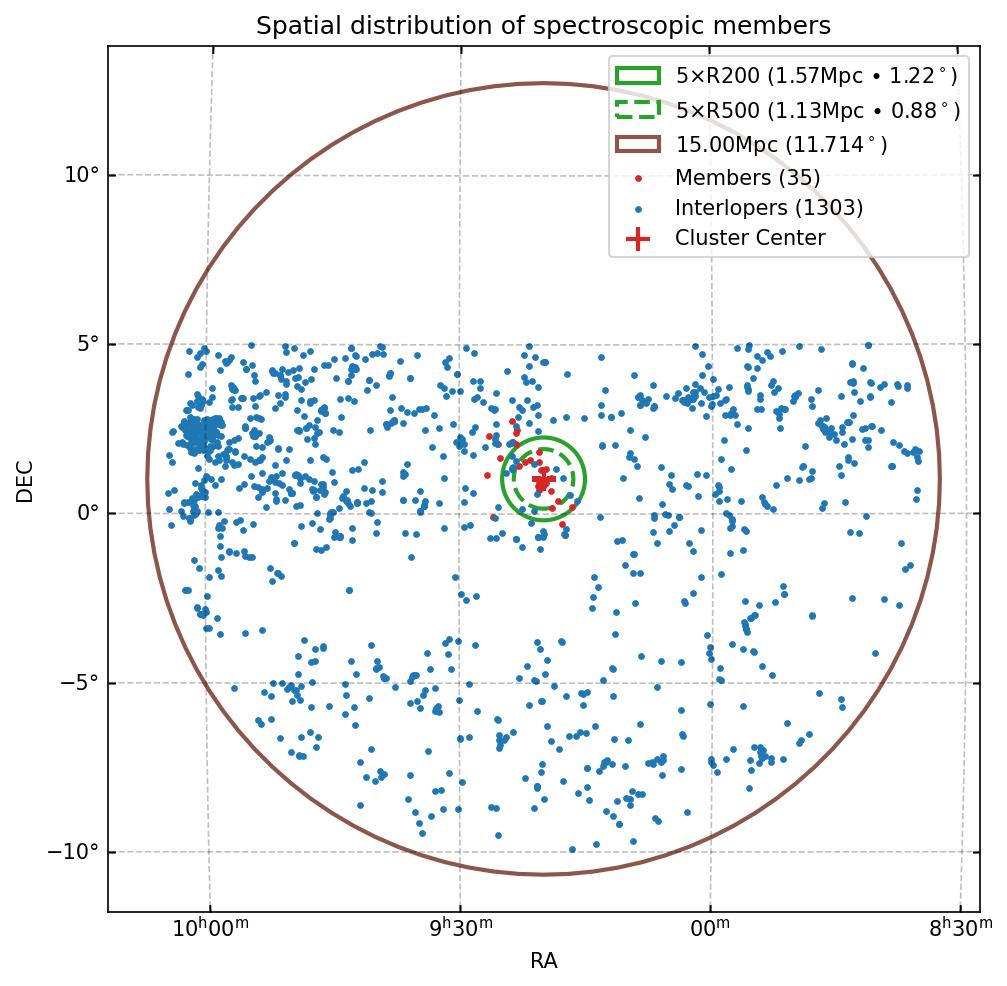 Spatial distribution of spectroscopic members
5×R200 (1.57Mpc • 1.22°)
5×R500 (1.13Mpc • 0.88°)
15.00Mpc (11.714°)
Members (35)
Interlopers (1303)
Cluster Center
10°
5°
0°
−5°
−10°
DEC
10ʰ00ᵐ
9ʰ30ᵐ
00ᵐ
8ʰ30ᵐ
RA